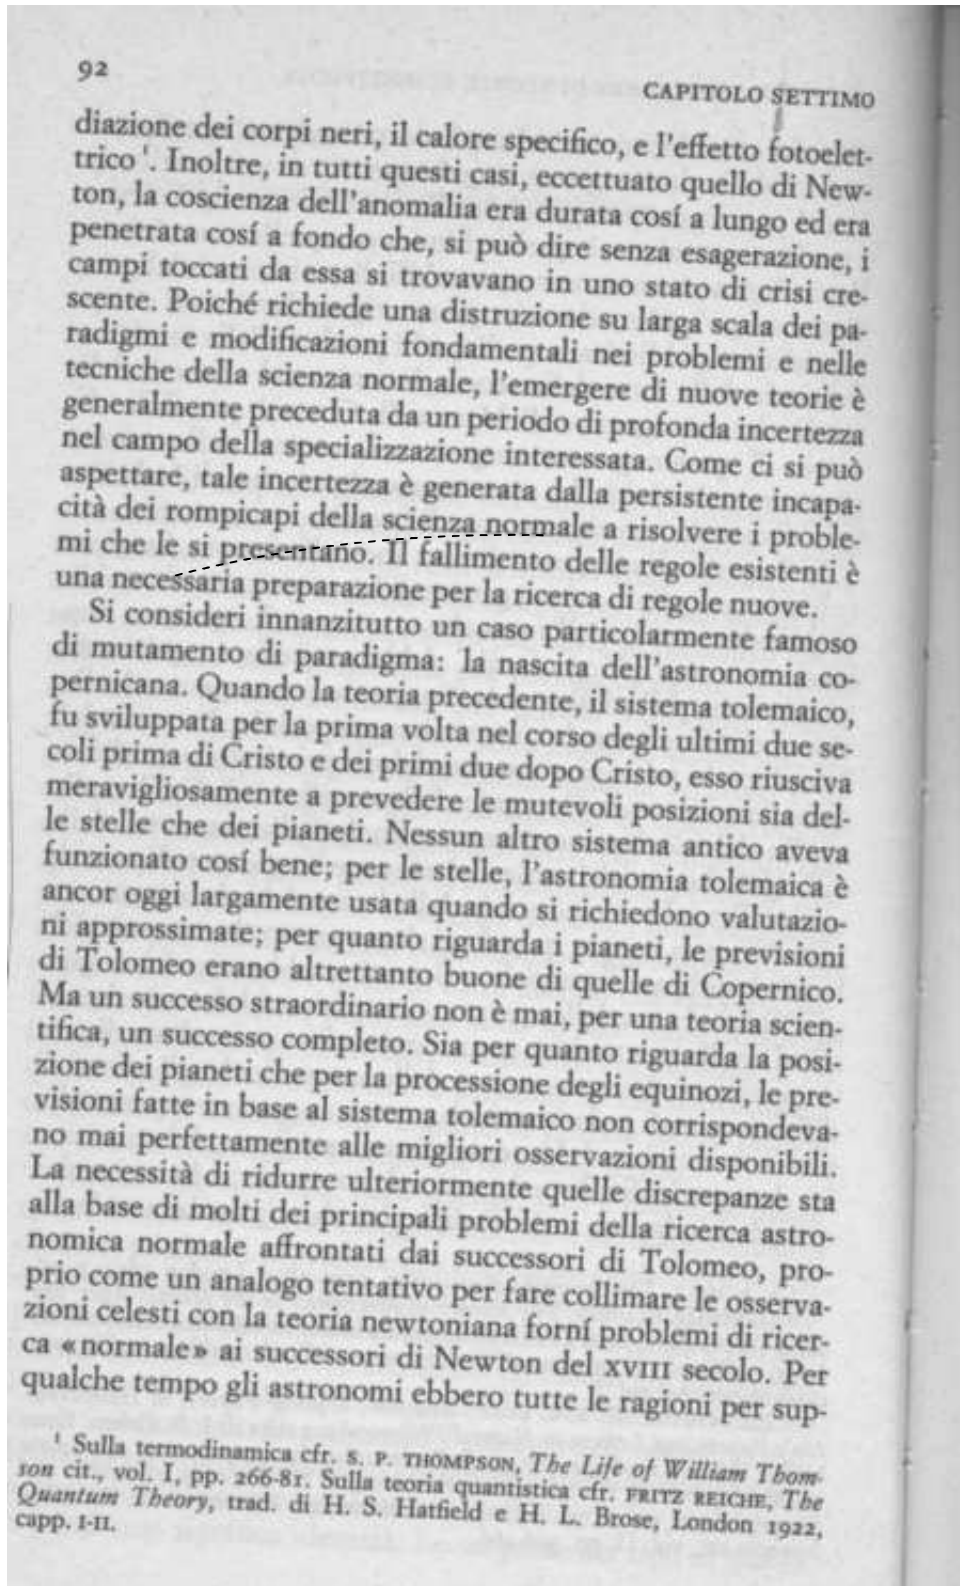 92
CAPITOLO SETTIMO
diazione dei corpi neri, il calore specifico, e l'effetto fotoelet-
trico¹. Inoltre, in tutti questi casi, eccettuato quello di New-
ton, la coscienza dell'anomalia era durata cosí a lungo ed era
penetrata cosí a fondo che, si può dire senza esagerazione, i
campi toccati da essa si trovavano in uno stato di crisi cre-
scente. Poiché richiede una distruzione su larga scala dei pa-
radigmi e modificazioni fondamentali nei problemi e nelle
tecniche della scienza normale, l'emergere di nuove teorie è
generalmente preceduta da un periodo di profonda incertezza
nel campo della specializzazione interessata. Come ci si può
aspettare, tale incertezza è generata dalla persistente incapa-
cità dei rompicapi della scienza normale a risolvere i proble-
mi che le si presentano. Il fallimento delle regole esistenti è
una necessaria preparazione per la ricerca di regole nuove.
Si consideri innanzitutto un caso particolarmente famoso
di mutamento di paradigma: la nascita dell'astronomia co-
pernicana. Quando la teoria precedente, il sistema tolemaico,
fu sviluppata per la prima volta nel corso degli ultimi due se-
coli prima di Cristo e dei primi due dopo Cristo, esso riusciva
meravigliosamente a prevedere le mutevoli posizioni sia del-
le stelle che dei pianeti. Nessun altro sistema antico aveva
funzionato cosí bene; per le stelle, l'astronomia tolemaica è
ancor oggi largamente usata quando si richiedono valutazio-
ni approssimate; per quanto riguarda i pianeti, le previsioni
di Tolomeo erano altrettanto buone di quelle di Copernico.
Ma un successo straordinario non è mai, per una teoria scien-
tifica, un successo completo. Sia per quanto riguarda la posi-
zione dei pianeti che per la processione degli equinozi, le pre-
visioni fatte in base al sistema tolemaico non corrispondeva-
no mai perfettamente alle migliori osservazioni disponibili.
La necessità di ridurre ulteriormente quelle discrepanze sta
alla base di molti dei principali problemi della ricerca astro-
nomica normale affrontati dai successori di Tolomeo, pro-
prio come un analogo tentativo per fare collimare le osserva-
zioni celesti con la teoria newtoniana forní problemi di ricer-
ca «normale» ai successori di Newton del XVIII secolo. Per
qualche tempo gli astronomi ebbero tutte le ragioni per sup-
¹ Sulla termodinamica cfr. S. P. THOMPSON, The Life of William Thom-
son cit., vol. I, pp. 266-81. Sulla teoria quantistica cfr. FRITZ REICHE, The
Quantum Theory, trad. di H. S. Hatfield e H. L. Brose, London 1922,
capp. I-II.